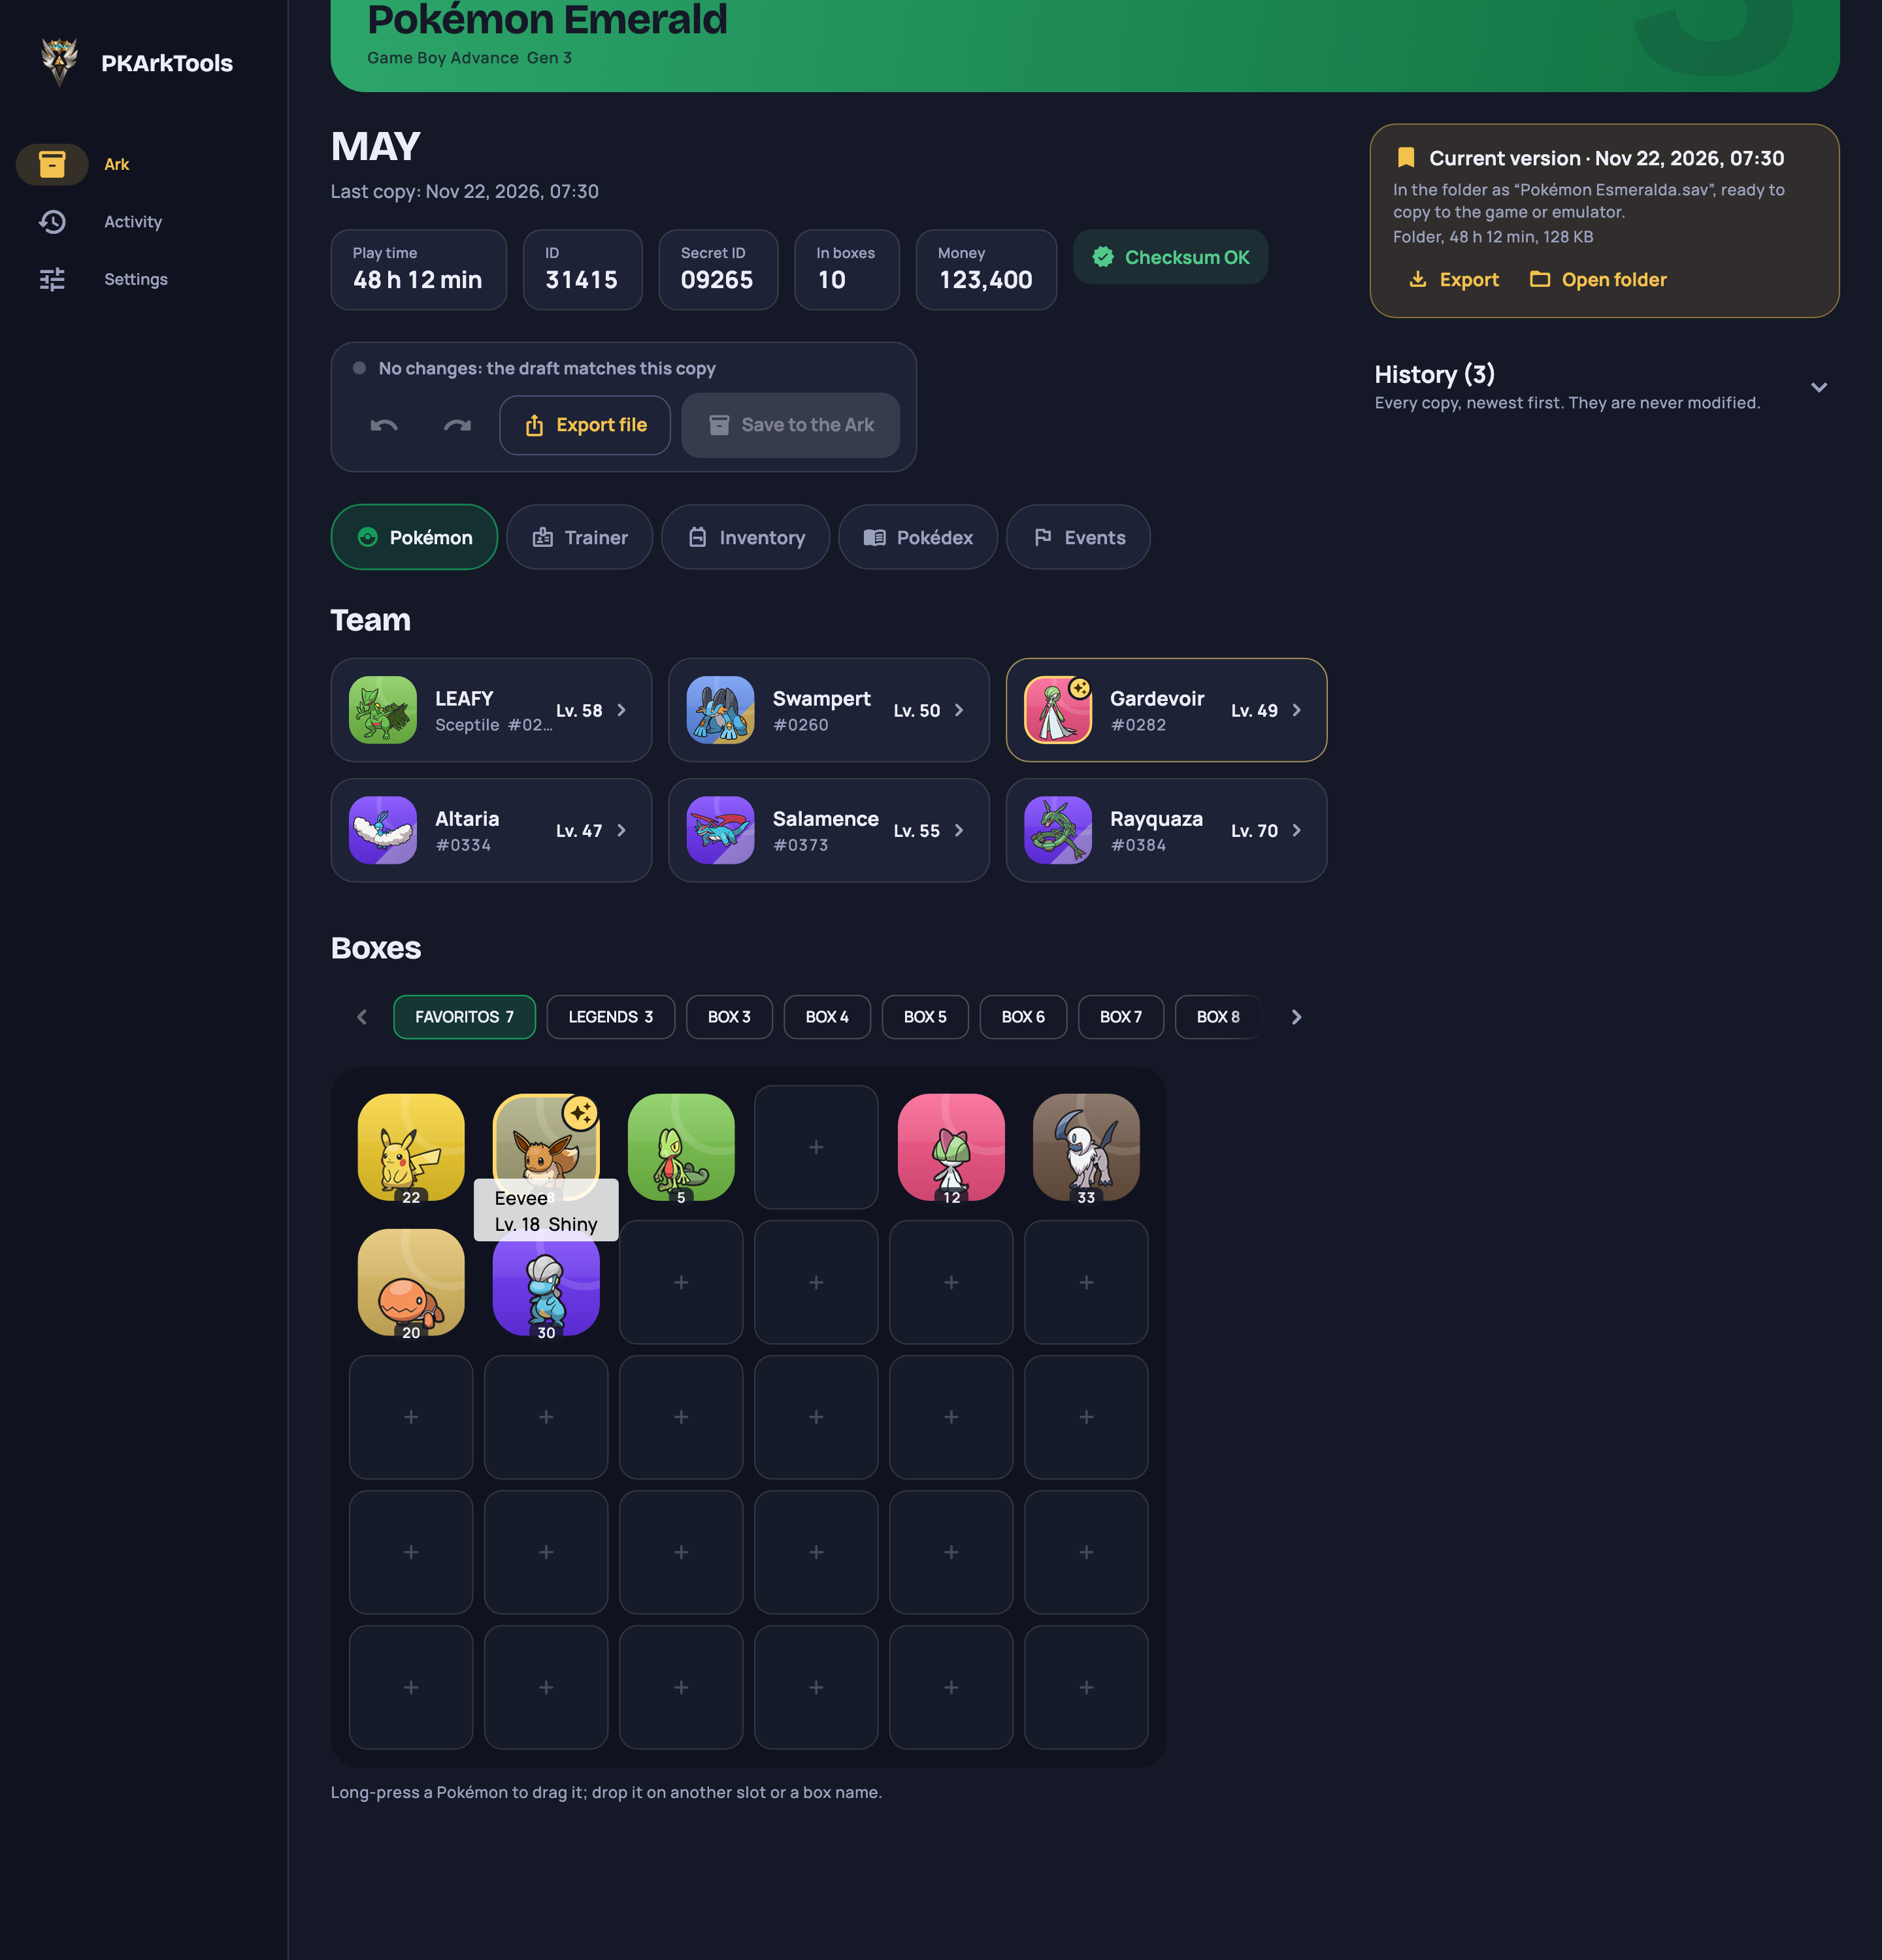 PKArkTools
Ark
Activity
Settings
Pokémon Emerald
Game Boy Advance Gen 3
MAY
Last copy: Nov 22, 2026, 07:30
Play time
48 h 12 min
ID
31415
Secret ID
09265
In boxes
10
Money
123,400
Checksum OK
Current version · Nov 22, 2026, 07:30
In the folder as “Pokémon Esmeralda.sav”, ready to
copy to the game or emulator.
Folder, 48 h 12 min, 128 KB
Export
Open folder
History (3)
Every copy, newest first. They are never modified.
No changes: the draft matches this copy
Export file
Save to the Ark
Pokémon
Trainer
Inventory
Pokédex
Events
Team
LEAFY
Sceptile #02…
Lv. 58
Swampert
#0260
Lv. 50
Gardevoir
#0282
Lv. 49
Altaria
#0334
Lv. 47
Salamence
#0373
Lv. 55
Rayquaza
#0384
Lv. 70
Boxes
FAVORITOS 7
LEGENDS 3
BOX 3
BOX 4
BOX 5
BOX 6
BOX 7
BOX 8
22
5
12
33
Eevee
Lv. 18 Shiny
20
30
Long-press a Pokémon to drag it; drop it on another slot or a box name.